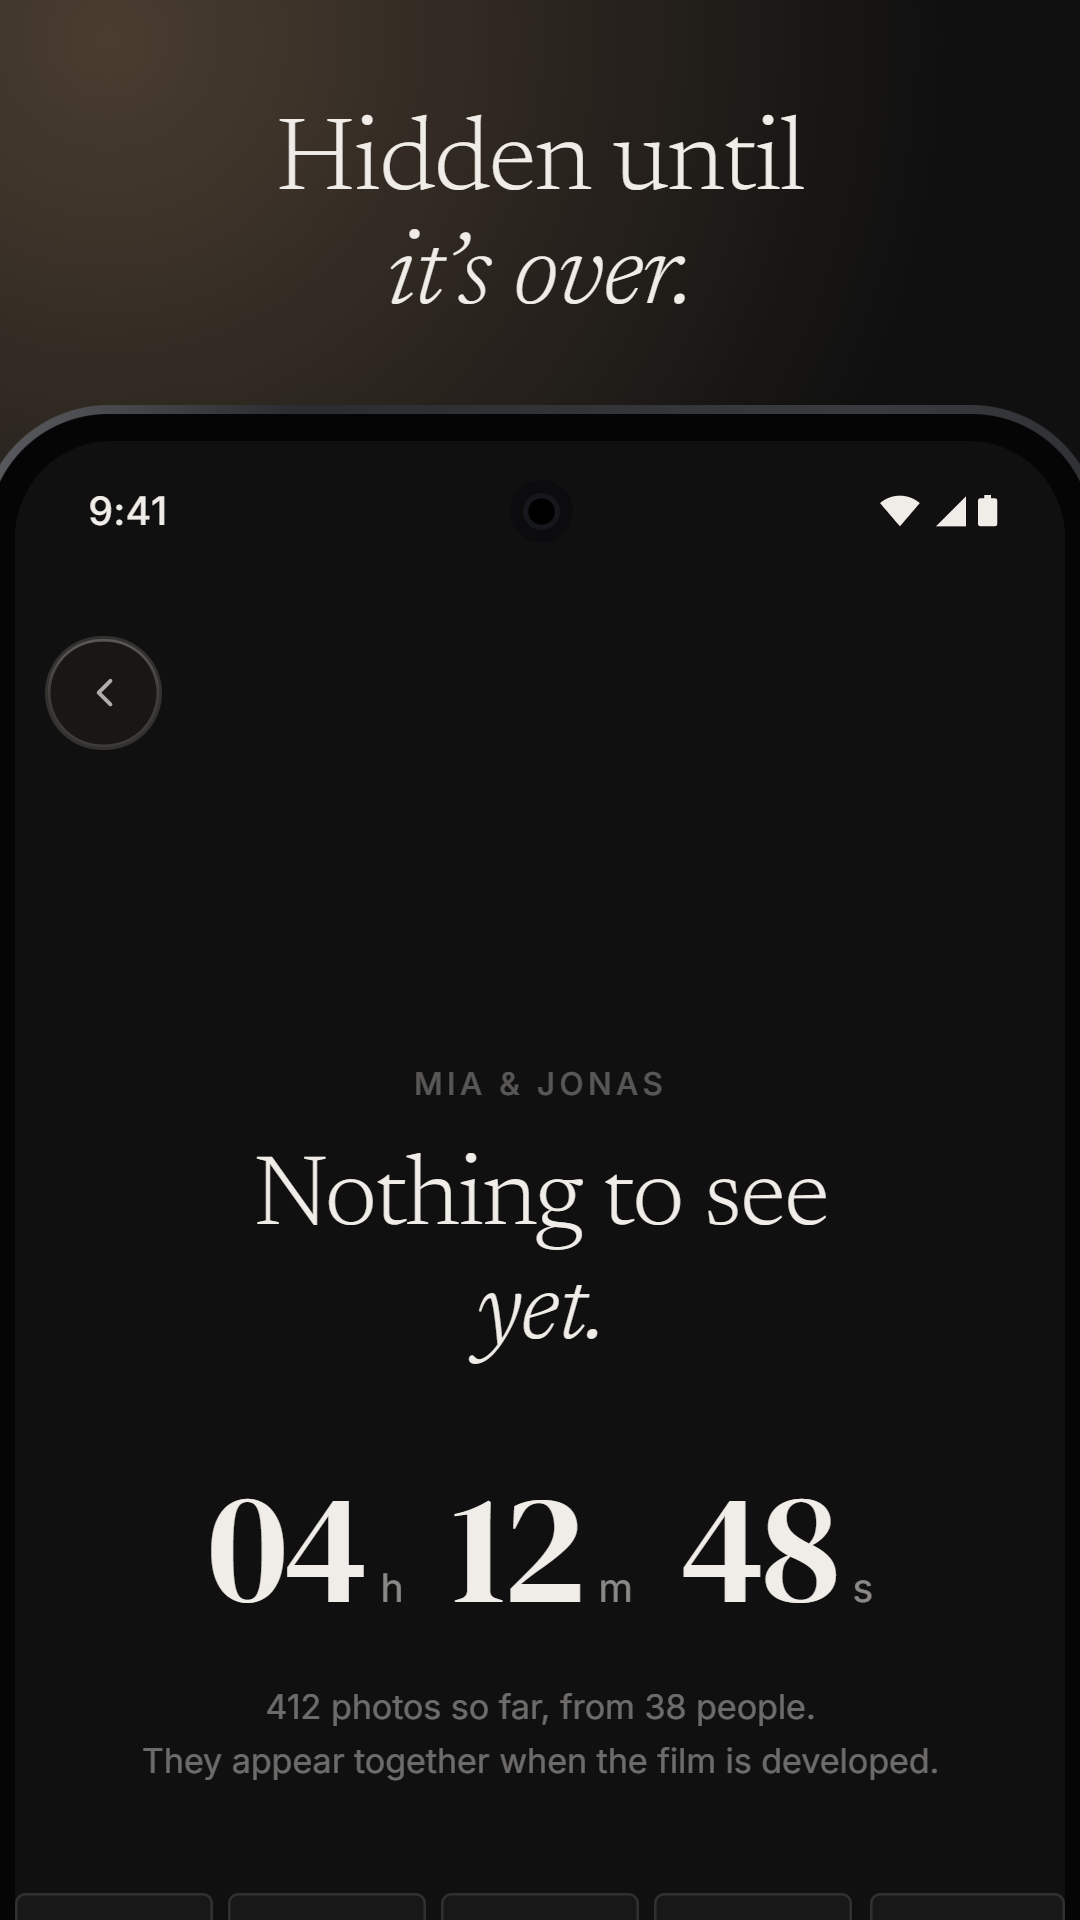 Hidden until
it’s over.
9:41
MIA & JONAS
Nothing to see
yet.
04 h 12 m 48 s
412 photos so far, from 38 people.
They appear together when the film is developed.